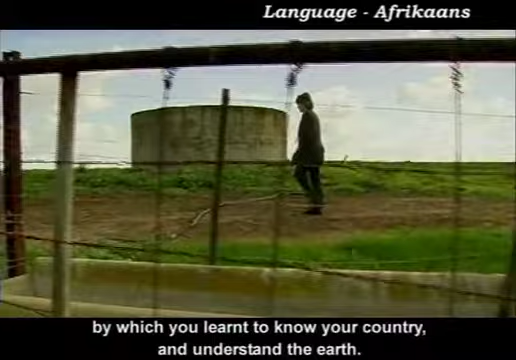 Language - Afrikaans
by which you learnt to know your country,
and understand the earth.